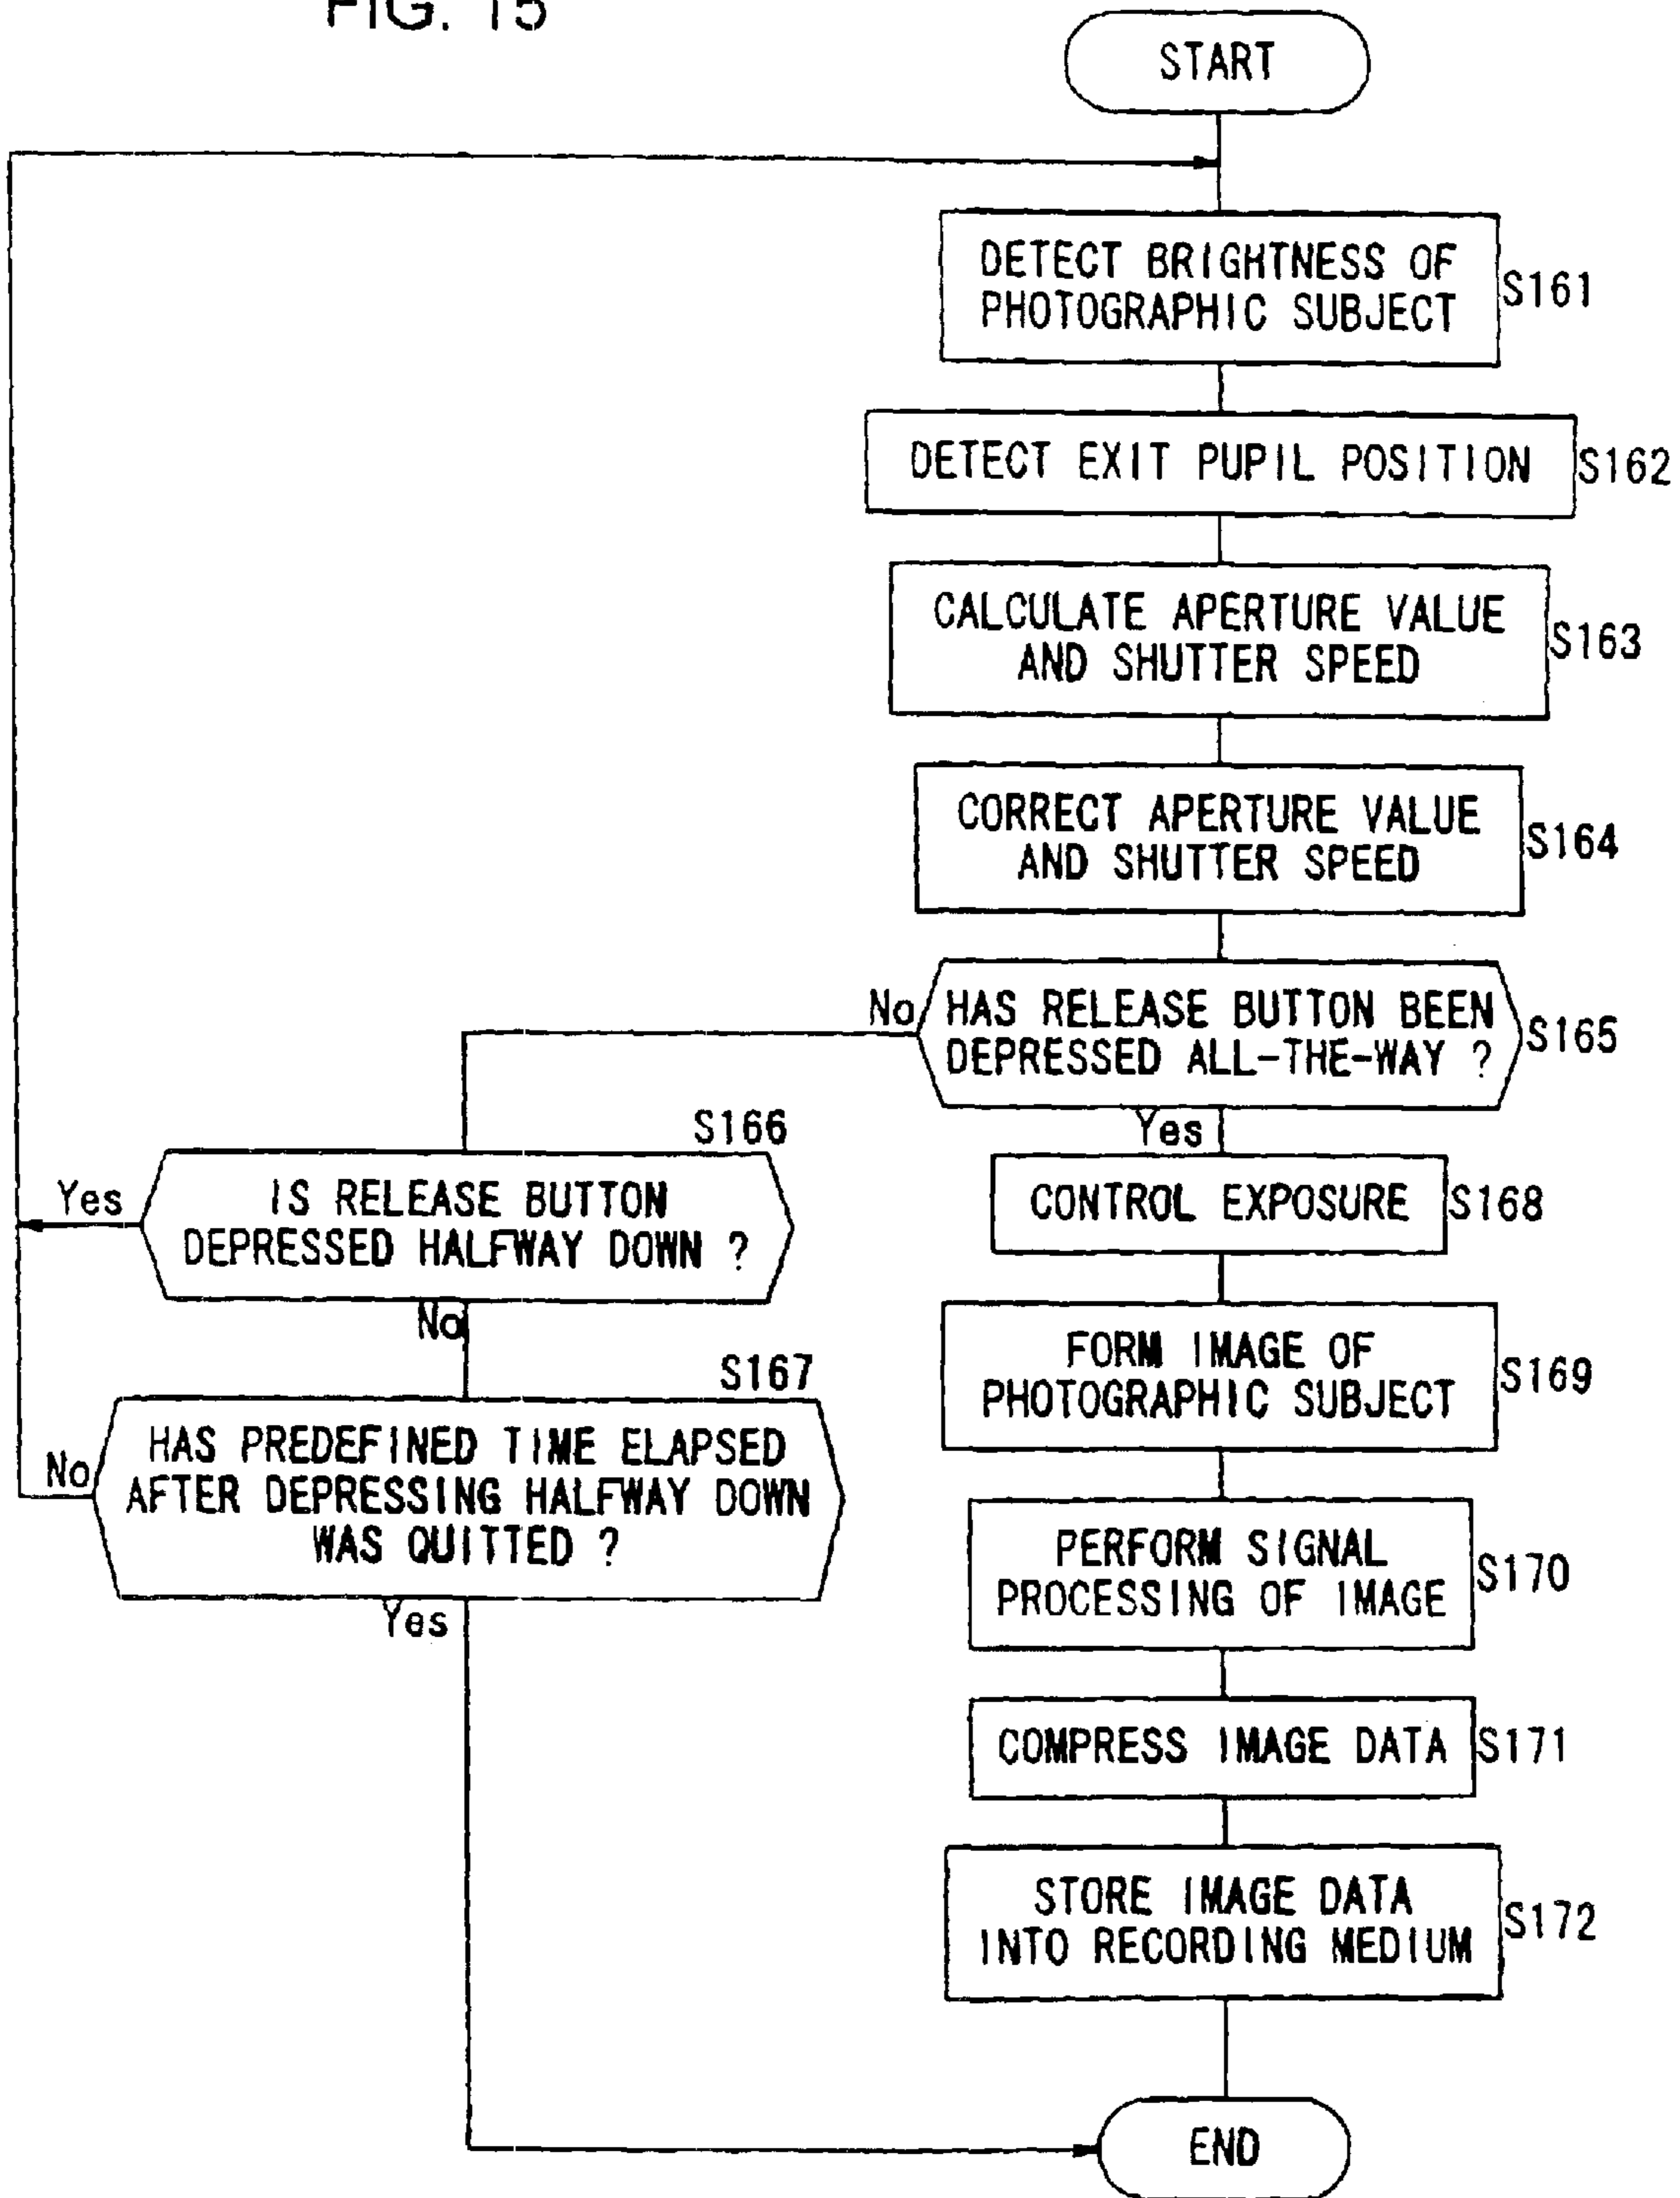 FIG. 15
START
DETECT BRIGHTNESS OF
PHOTOGRAPHIC SUBJECT
S161
DETECT EXIT PUPIL POSITION
S162
CALCULATE APERTURE VALUE
AND SHUTTER SPEED
S163
CORRECT APERTURE VALUE
AND SHUTTER SPEED
S164
No
HAS RELEASE BUTTON BEEN
DEPRESSED ALL-THE-WAY ?
S165
Yes
S166
Yes
IS RELEASE BUTTON
DEPRESSED HALFWAY DOWN ?
No
S167
No
HAS PREDEFINED TIME ELAPSED
AFTER DEPRESSING HALFWAY DOWN
WAS QUITTED ?
Yes
CONTROL EXPOSURE
S168
FORM IMAGE OF
PHOTOGRAPHIC SUBJECT
S169
PERFORM SIGNAL
PROCESSING OF IMAGE
S170
COMPRESS IMAGE DATA
S171
STORE IMAGE DATA
INTO RECORDING MEDIUM
S172
END